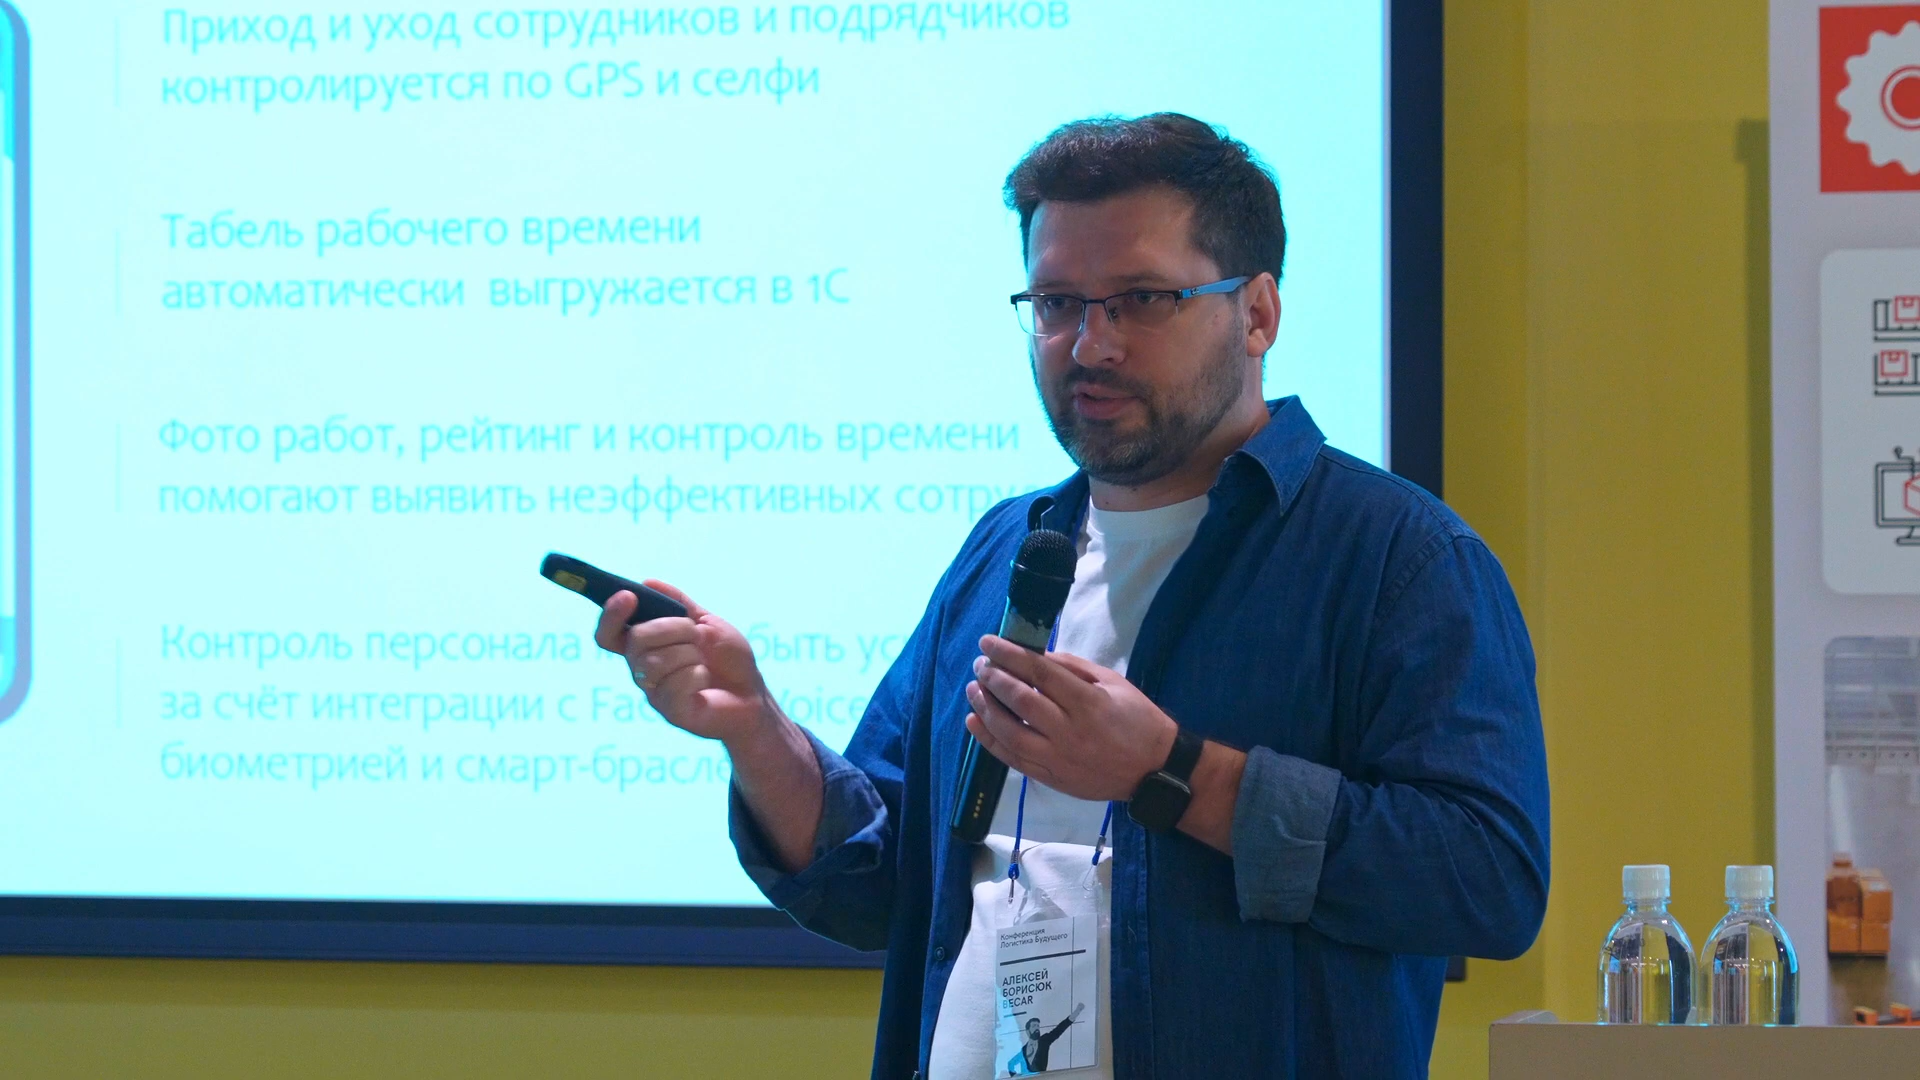 Приход и уход сотрудников и подрядчиков
контролируется по GPS и селфи
Табель рабочего времени
автоматически выгружается в 1С
Фото работ, рейтинг и контроль времени
помогают выявить неэффективных
Контроль персонала быть
за счёт интеграции с
биометрией и
Конференция
Логистика Будущего
АЛЕКСЕЙ
БОРИСЮК
BECAR